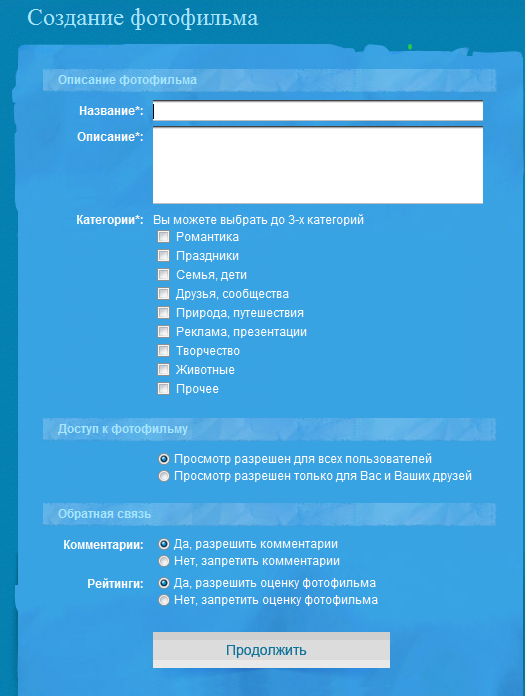 Создание фотофильма
Описание фотофильма
Название*:
Описание*:
Категории*: Вы можете выбрать до 3-х категорий
Романтика
Праздники
Семья, дети
Друзья, сообщества
Природа, путешествия
Реклама, презентации
Творчество
Животные
Прочее
Доступ к фотофильму
Просмотр разрешен для всех пользователей
Просмотр разрешен только для Вас и Ваших друзей
Обратная связь
Комментарии: Да, разрешить комментарии
Нет, запретить комментарии
Рейтинги: Да, разрешить оценку фотофильма
Нет, запретить оценку фотофильма
Продолжить